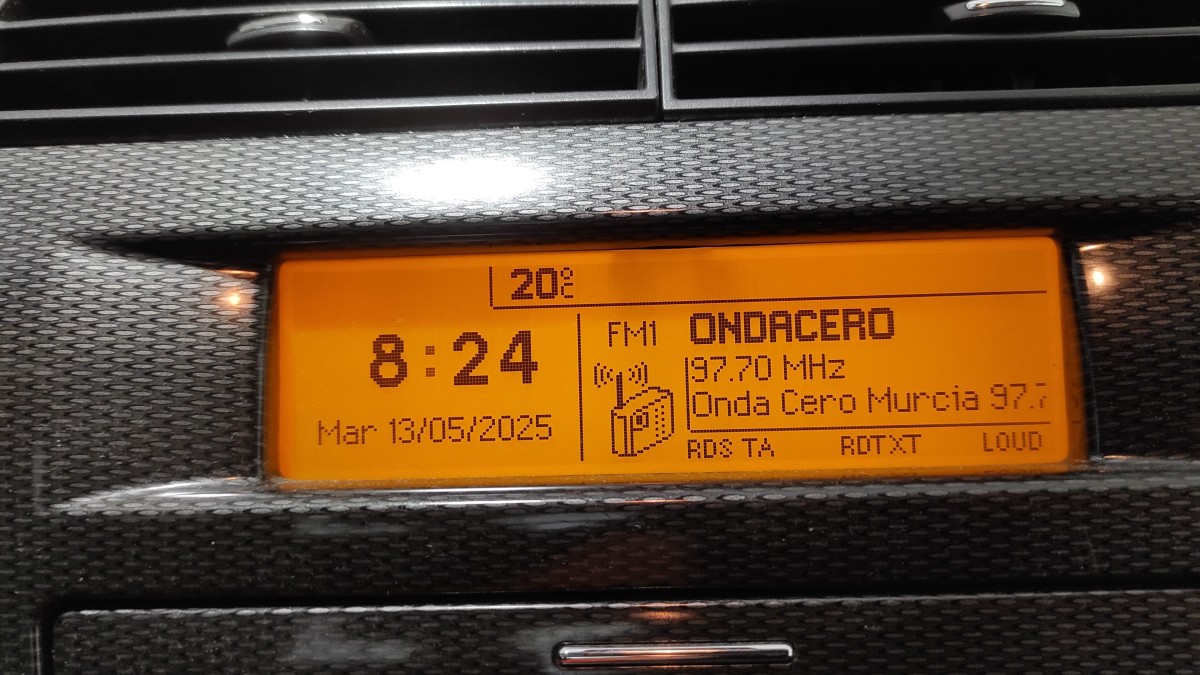 20°C
8:24
Mar 13/05/2025
FM1 ONDACERO
97.70 MHz
Onda Cero Murcia 97.7
RDS TA RDTXT LOUD